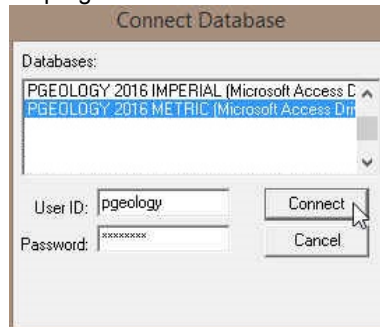 Connect Database
Databases:
PGEOLOGY 2016 IMPERIAL (Microsoft Access D
PGEOLOGY 2016 METRIC (Microsoft Access Dri
User ID: pgeology
Connect
Password: ********
Cancel